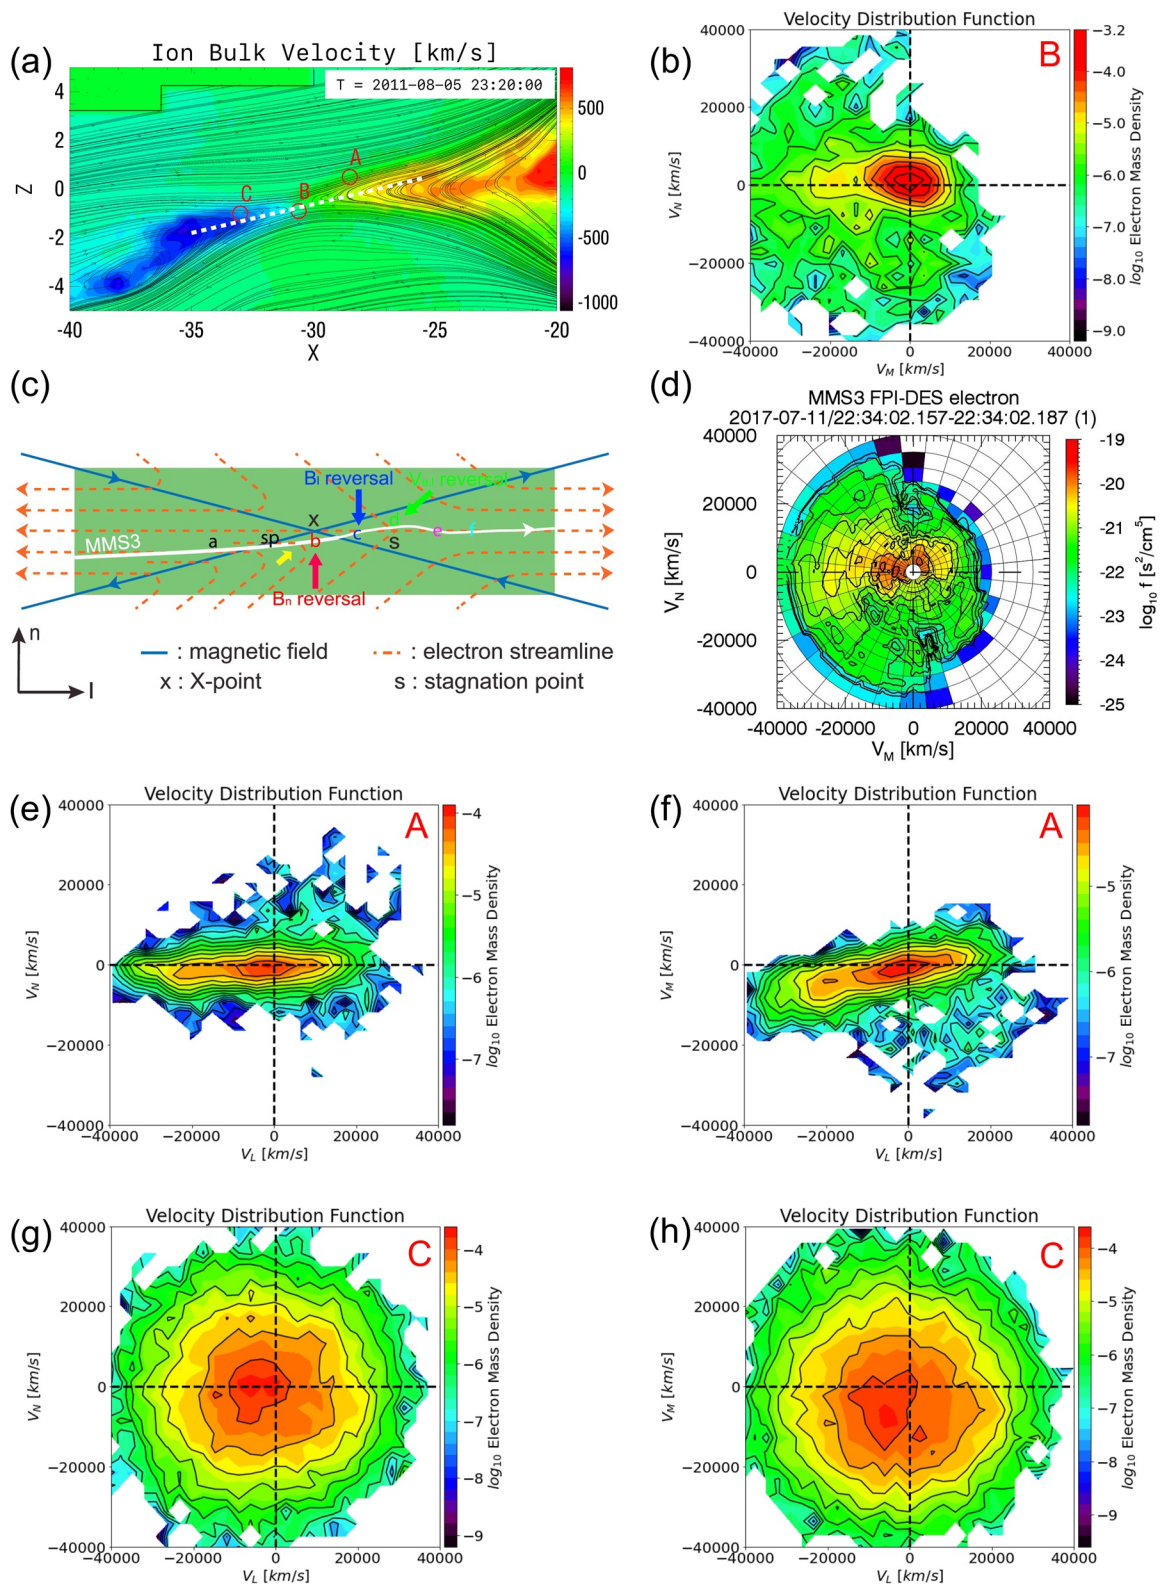 (a)
Ion Bulk Velocity [km/s]
T = 2011-08-05 23:20:00
4
2
0
-2
-4
Z
A
B
C
-40
-35
-30
-25
-20
X
500
0
-500
-1000
(b)
Velocity Distribution Function
B
40000
20000
0
−20000
−40000
V_N [km/s]
−40000
−20000
0
20000
40000
V_M [km/s]
−3.2
−4.0
−5.0
−6.0
−7.0
−8.0
−9.0
log10 Electron Mass Density
(c)
Bl reversal
x
MMS3
a
sp
b
c
d
s
e
f
Bn reversal
n
l
: magnetic field
: electron streamline
x : X-point
s : stagnation point
(d)
MMS3 FPI-DES electron
2017-07-11/22:34:02.157-22:34:02.187 (1)
40000
20000
0
-20000
-40000
V_N [km/s]
-40000
-20000
0
20000
40000
V_M [km/s]
-19
-20
-21
-22
-23
-24
-25
log10 f [s²/cm⁵]
(e)
Velocity Distribution Function
A
40000
20000
0
−20000
−40000
V_N [km/s]
−40000
−20000
0
20000
40000
V_L [km/s]
−4
−5
−6
−7
log10 Electron Mass Density
(f)
Velocity Distribution Function
A
40000
20000
0
−20000
−40000
V_M [km/s]
−40000
−20000
0
20000
40000
V_L [km/s]
−5
−6
−7
log10 Electron Mass Density
(g)
Velocity Distribution Function
C
40000
20000
0
−20000
−40000
V_N [km/s]
−40000
−20000
0
20000
40000
V_L [km/s]
−4
−5
−6
−7
−8
−9
log10 Electron Mass Density
(h)
Velocity Distribution Function
C
40000
20000
0
−20000
−40000
V_M [km/s]
−40000
−20000
0
20000
40000
V_L [km/s]
−4
−5
−6
−7
−8
−9
log10 Electron Mass Density